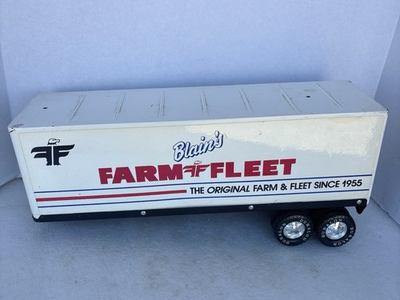 Blain's
FARM FLEET
THE ORIGINAL FARM & FLEET SINCE 1955